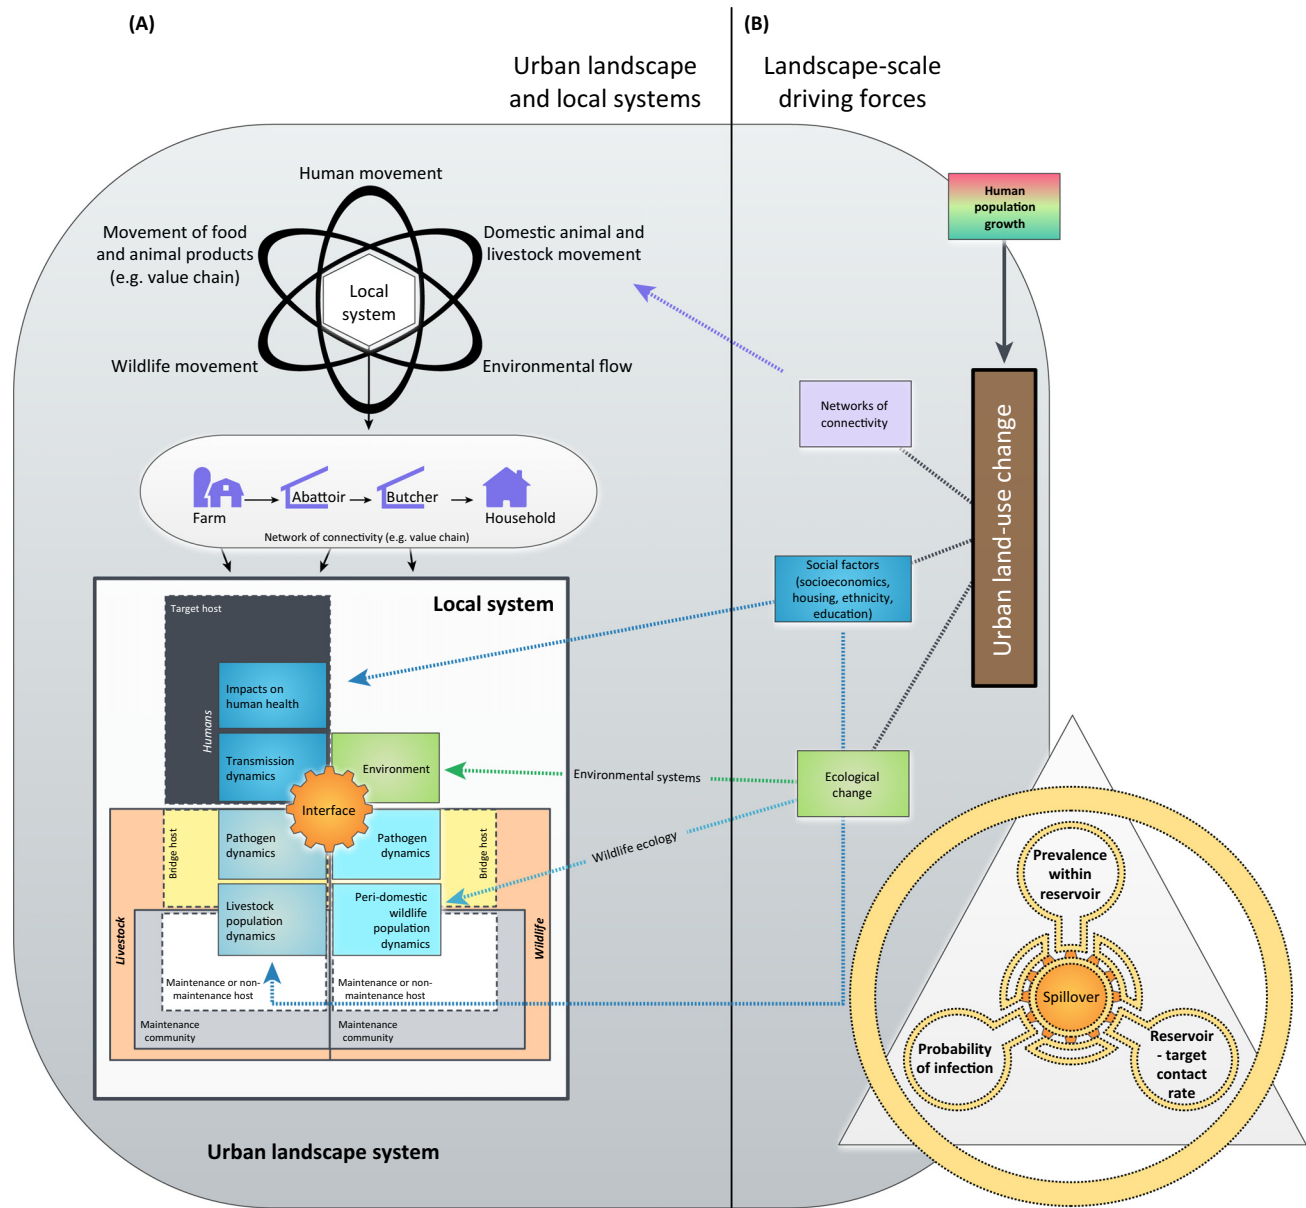 (A)
(B)
Urban landscape
and local systems
Landscape-scale
driving forces
Human movement
Movement of food
and animal products
(e.g. value chain)
Domestic animal and
livestock movement
Local
system
Wildlife movement
Environmental flow
Human
population
growth
Networks of
connectivity
Urban land-use change
Farm
Abattoir
Butcher
Household
Network of connectivity (e.g. value chain)
Local system
Target host
Humans
Impacts on
human health
Transmission
dynamics
Environment
Interface
Social factors
(socioeconomics,
housing, ethnicity,
education)
Environmental systems
Ecological
change
Wildlife ecology
Livestock
Bridge host
Pathogen
dynamics
Pathogen
dynamics
Bridge host
Wildlife
Livestock
population
dynamics
Peri-domestic
wildlife
population
dynamics
Maintenance or non-
maintenance host
Maintenance or non-
maintenance host
Maintenance
community
Maintenance
community
Urban landscape system
Prevalence
within
reservoir
Spillover
Probability
of infection
Reservoir
- target
contact
rate